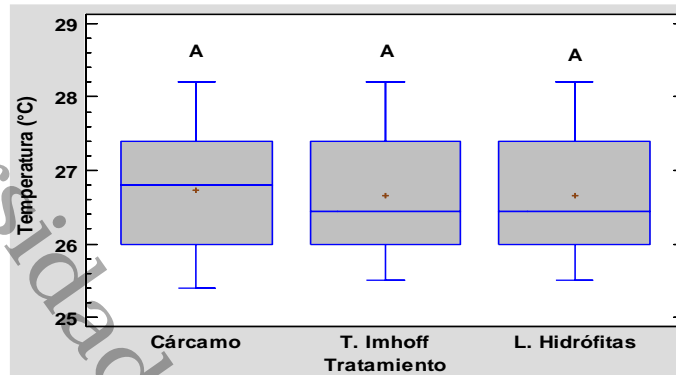 29
28
27
26
25
Temperatura (°C)
A A A
Cárcamo T. Imhoff L. Hidrófitas
Tratamiento